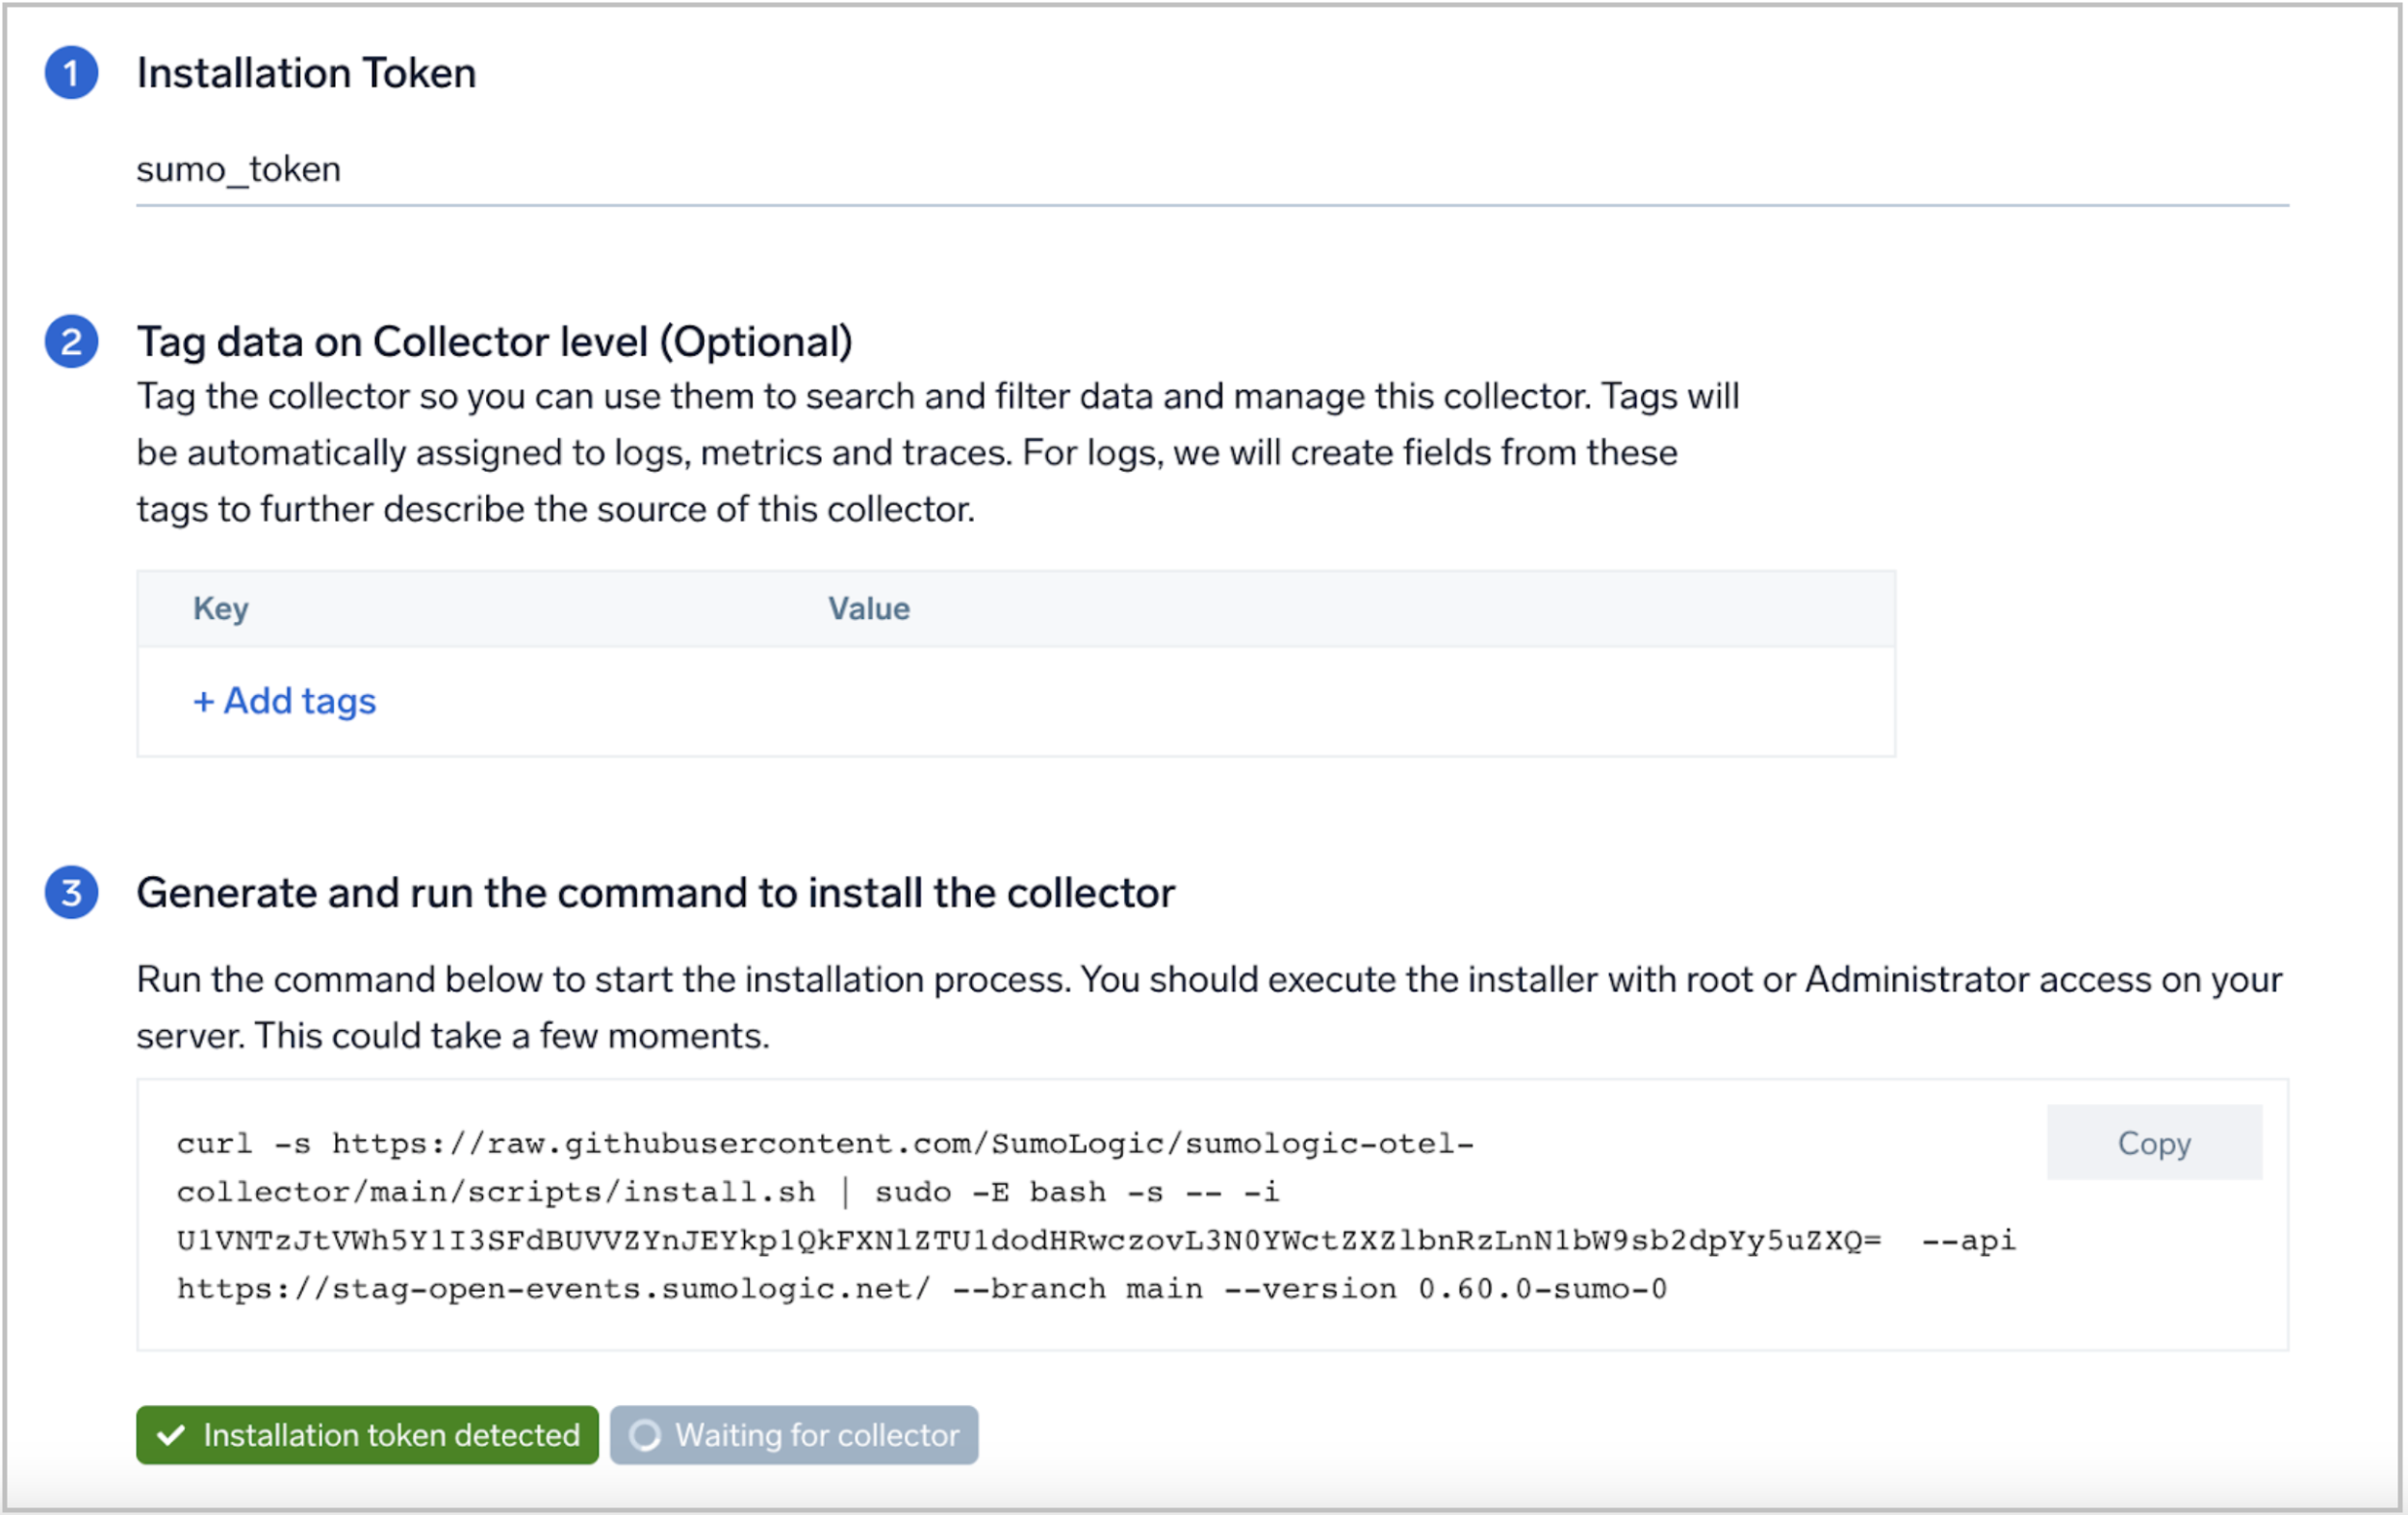 1 Installation Token
sumo_token
2 Tag data on Collector level (Optional)
Tag the collector so you can use them to search and filter data and manage this collector. Tags will
be automatically assigned to logs, metrics and traces. For logs, we will create fields from these
tags to further describe the source of this collector.
Key Value
+ Add tags
3 Generate and run the command to install the collector
Run the command below to start the installation process. You should execute the installer with root or Administrator access on your
server. This could take a few moments.
curl -s https://raw.githubusercontent.com/SumoLogic/sumologic-otel-
Copy
collector/main/scripts/install.sh | sudo -E bash -s -- -i
U1VNTzJtVWh5Y1I3SFdBUVVZYnJEYkp1QkFXNlZTU1dodHRwczovL3N0YWctZXZlbnRzLnN1bW9sb2dpYy5uZXQ= --api
https://stag-open-events.sumologic.net/ --branch main --version 0.60.0-sumo-0
Installation token detected Waiting for collector